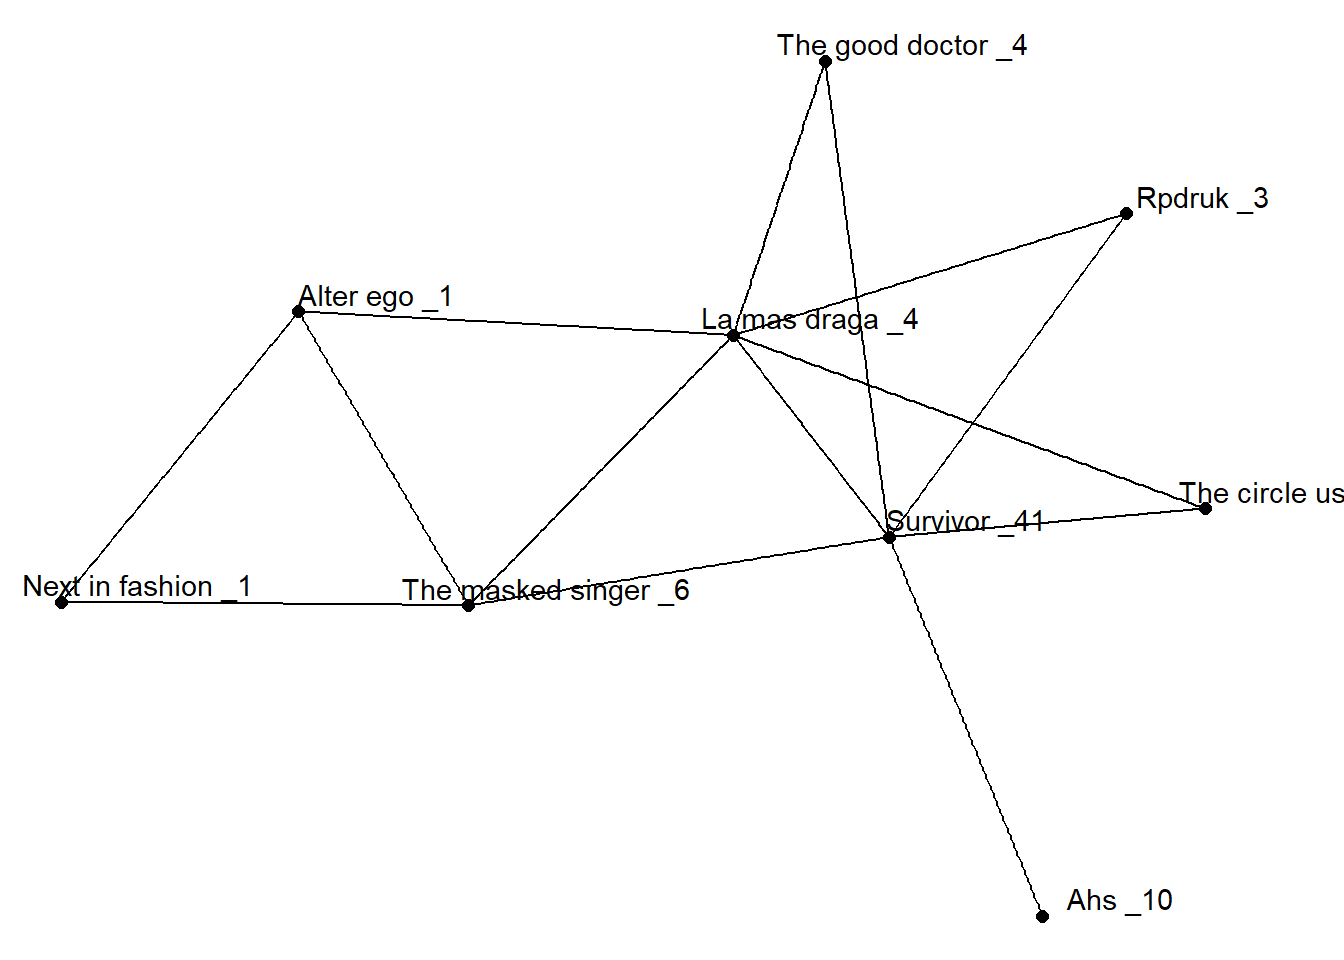 The good doctor _4
Rpdruk _3
Alter ego _1
La mas draga _4
The circle us
Survivor _41
Next in fashion _1
The masked singer _6
Ahs _10